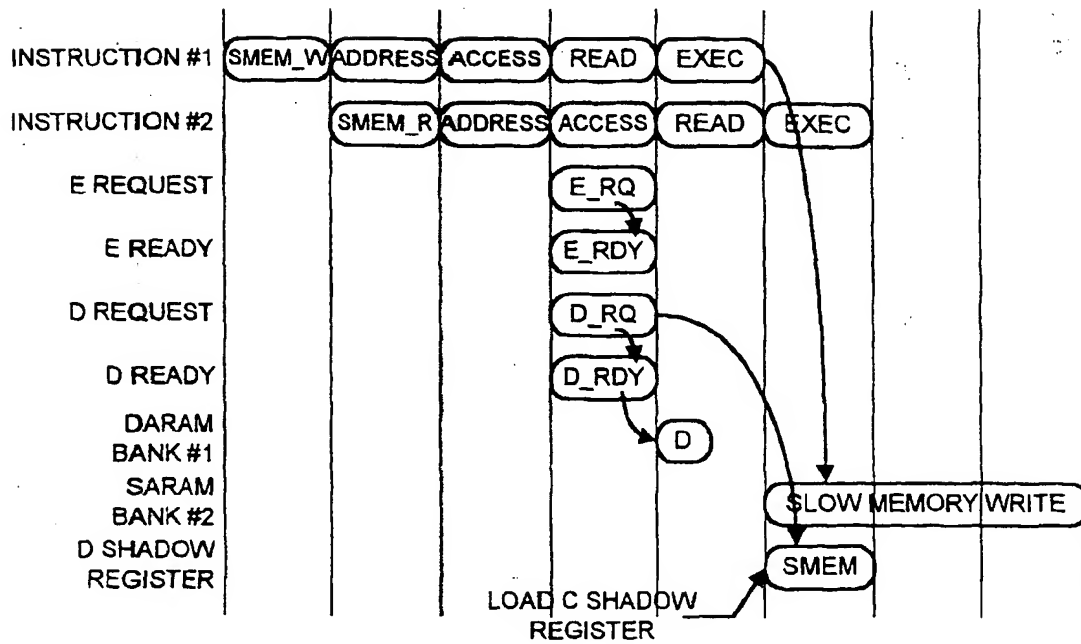 INSTRUCTION #1 SMEM_W ADDRESS ACCESS READ EXEC
INSTRUCTION #2 SMEM_R ADDRESS ACCESS READ EXEC
E REQUEST E_RQ
E READY E_RDY
D REQUEST D_RQ
D READY D_RDY
DARAM
BANK #1 D
SARAM
BANK #2 SLOW MEMORY WRITE
D SHADOW
REGISTER SMEM
LOAD C SHADOW
REGISTER